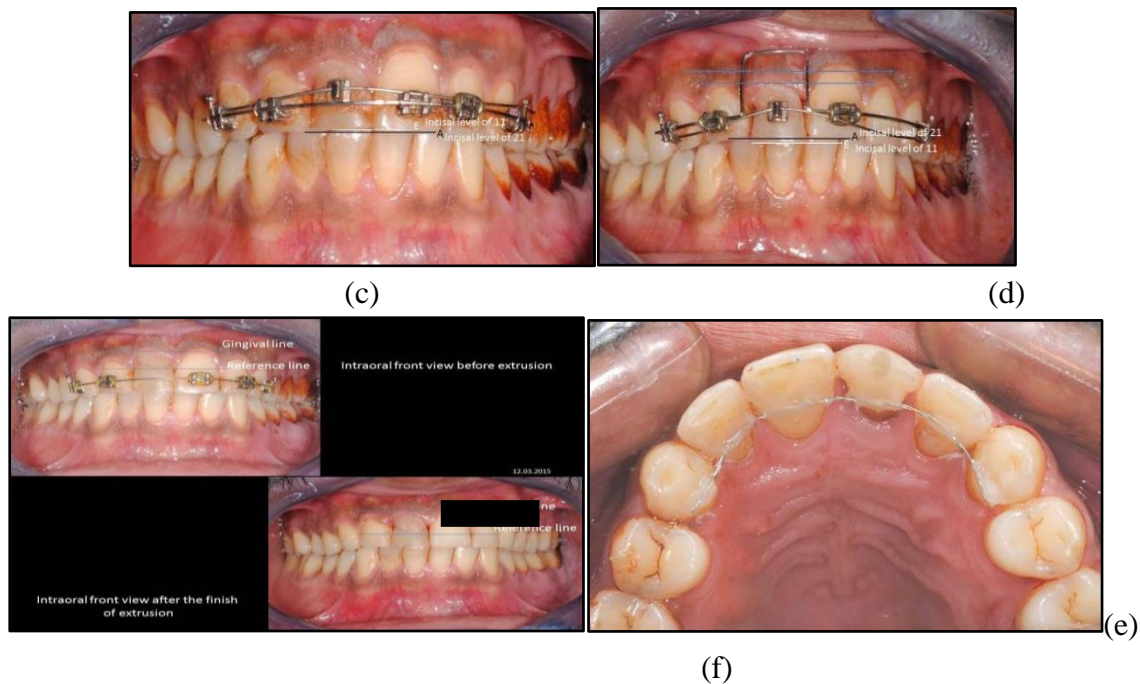 E Incisal level of 11
A Incisal level of 21
(c)
A Incisal level of 21
E Incisal level of 11
(d)
Gingival line
Reference line
Intraoral front view before extrusion
12.03.2015
ne
Reference line
Intraoral front view after the finish
of extrusion
(e)
(f)